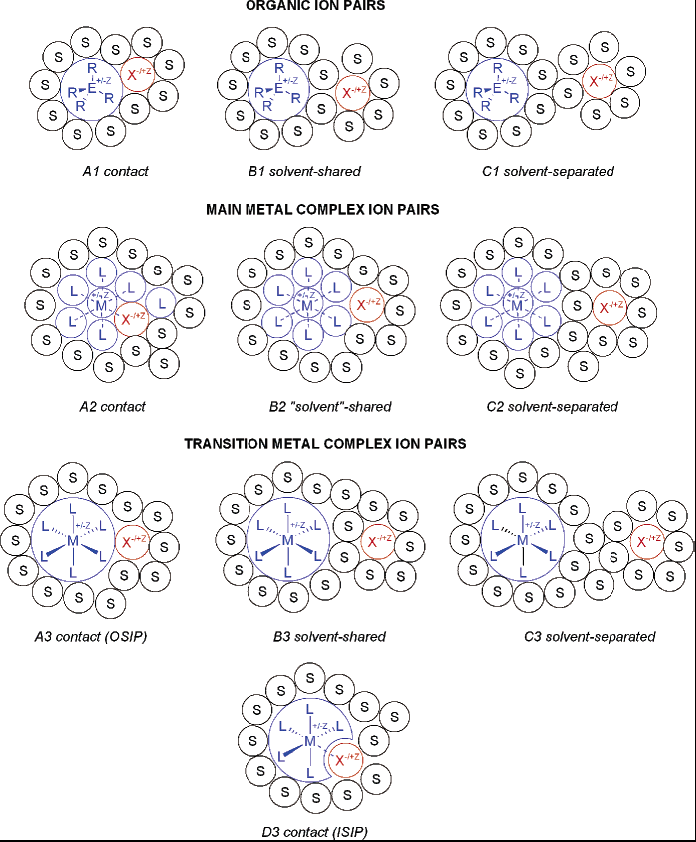 ORGANIC ION PAIRS
S S S S S S S S S S S
R
E+/-Z
R R R
X-/+Z
A1 contact
B1 solvent-shared
C1 solvent-separated
MAIN METAL COMPLEX ION PAIRS
S
L
M+/-Z
X-/+Z
A2 contact
B2 "solvent"-shared
C2 solvent-separated
TRANSITION METAL COMPLEX ION PAIRS
S
L
M+/-Z
X-/+Z
A3 contact (OSIP)
B3 solvent-shared
C3 solvent-separated
S
L
M+/-Z
X-/+Z
D3 contact (ISIP)